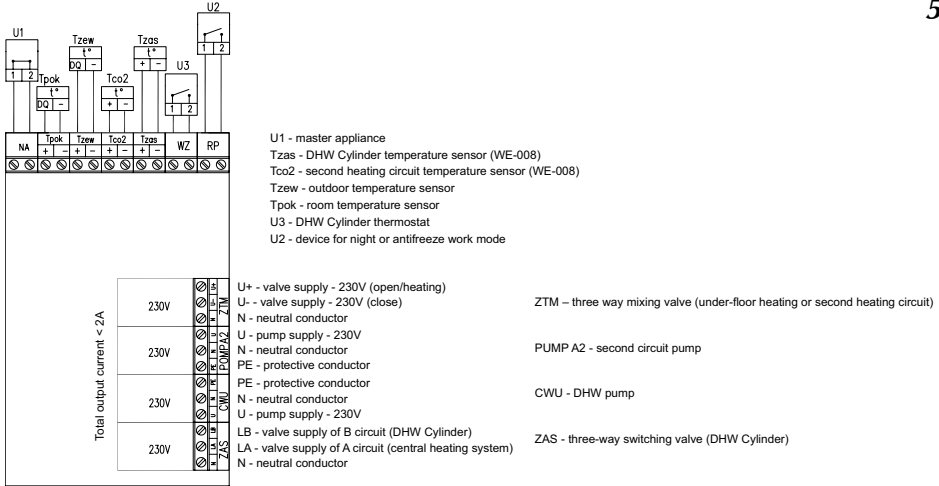 5
U2
U1
Tzew
Tzas
1 2
t°
t°
DQ - 
+ -
U3
1 2
Tpok
Tco2
t°
t°
DQ -
+ -
1 2
NA Tpok Tzew Tco2 Tzas WZ RP
+ - + - + - + -
U1 - master appliance
Tzas - DHW Cylinder temperature sensor (WE-008)
Tco2 - second heating circuit temperature sensor (WE-008)
Tzew - outdoor temperature sensor
Tpok - room temperature sensor
U3 - DHW Cylinder thermostat
U2 - device for night or antifreeze work mode
Total output current < 2A
230V
U+
U-
N
ZTM
U+ - valve supply - 230V (open/heating)
U- - valve supply - 230V (close)
N - neutral conductor
ZTM – three way mixing valve (under-floor heating or second heating circuit)
230V
U
N
PE
POMPA2
U - pump supply - 230V
N - neutral conductor
PE - protective conductor
PUMP A2 - second circuit pump
230V
PE
N
U
CWU
PE - protective conductor
N - neutral conductor
U - pump supply - 230V
CWU - DHW pump
230V
LB
LA
N
ZAS
LB - valve supply of B circuit (DHW Cylinder)
LA - valve supply of A circuit (central heating system)
N - neutral conductor
ZAS - three-way switching valve (DHW Cylinder)